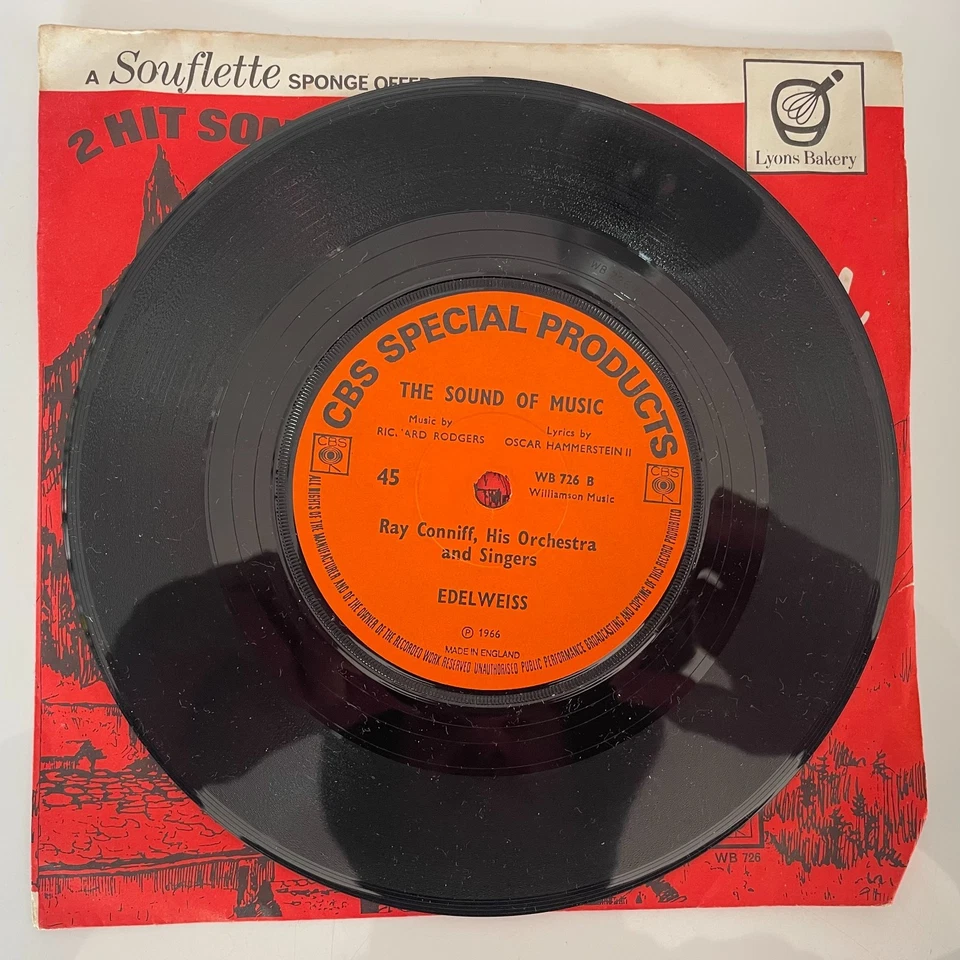 A Souflette SPONGE OFFER
2 HIT SON
Lyons Bakery
WB
CBS SPECIAL PRODUCTS
THE SOUND OF MUSIC
Music by
RIC. 'ARD RODGERS
Lyrics by
OSCAR HAMMERSTEIN II
CBS
CBS
45
WB 726 B
Williamson Music
Ray Conniff, His Orchestra
and Singers
EDELWEISS
Ⓟ 1966
MADE IN ENGLAND
ALL RIGHTS OF THE MANUFACTURER AND OF THE OWNER OF THE RECORDED WORK RESERVED UNAUTHORISED PUBLIC PERFORMANCE BROADCASTING AND COPYING OF THIS RECORD PROHIBITED
WB 726